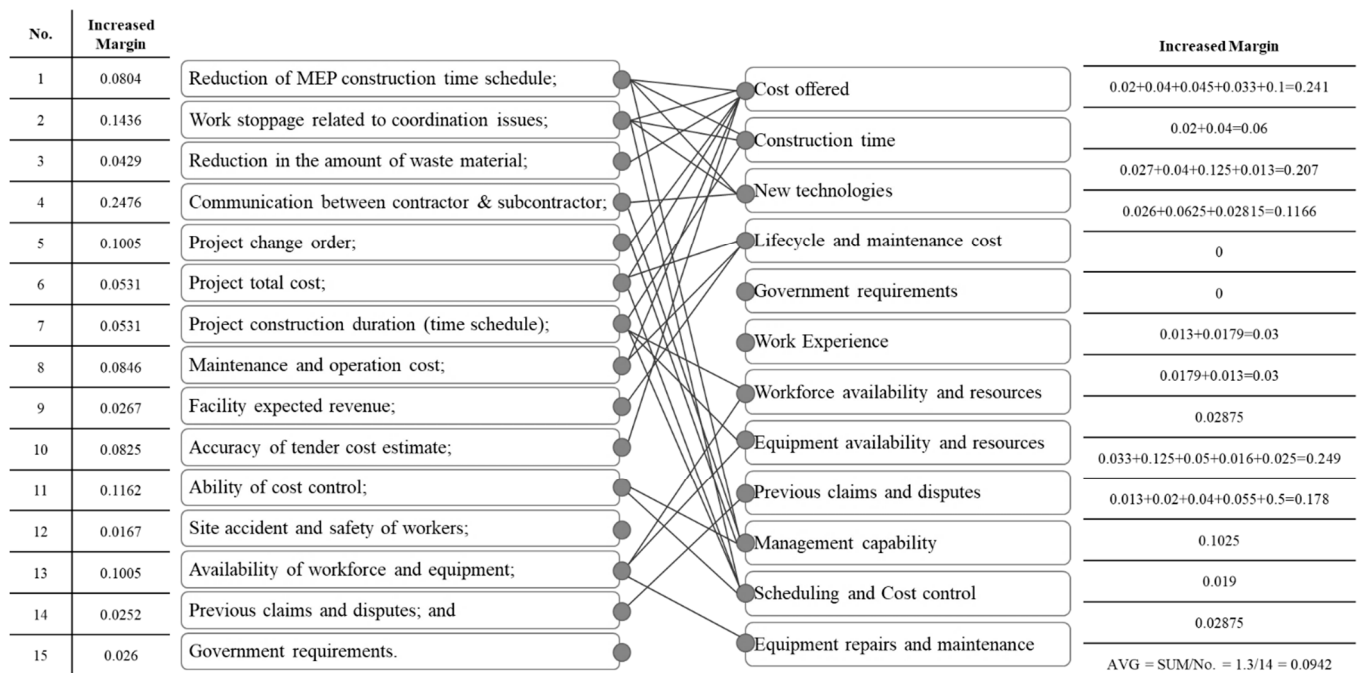 No.
Increased
Margin
1
0.0804
Reduction of MEP construction time schedule;
2
0.1436
Work stoppage related to coordination issues;
3
0.0429
Reduction in the amount of waste material;
4
0.2476
Communication between contractor & subcontractor;
5
0.1005
Project change order;
6
0.0531
Project total cost;
7
0.0531
Project construction duration (time schedule);
8
0.0846
Maintenance and operation cost;
9
0.0267
Facility expected revenue;
10
0.0825
Accuracy of tender cost estimate;
11
0.1162
Ability of cost control;
12
0.0167
Site accident and safety of workers;
13
0.1005
Availability of workforce and equipment;
14
0.0252
Previous claims and disputes; and
15
0.026
Government requirements.
Cost offered
Construction time
New technologies
Lifecycle and maintenance cost
Government requirements
Work Experience
Workforce availability and resources
Equipment availability and resources
Previous claims and disputes
Management capability
Scheduling and Cost control
Equipment repairs and maintenance
Increased Margin
0.02+0.04+0.045+0.033+0.1=0.241
0.02+0.04=0.06
0.027+0.04+0.125+0.013=0.207
0.026+0.0625+0.02815=0.1166
0
0
0.013+0.0179=0.03
0.0179+0.013=0.03
0.02875
0.033+0.125+0.05+0.016+0.025=0.249
0.013+0.02+0.04+0.055+0.5=0.178
0.1025
0.019
0.02875
AVG = SUM/No. = 1.3/14 = 0.0942